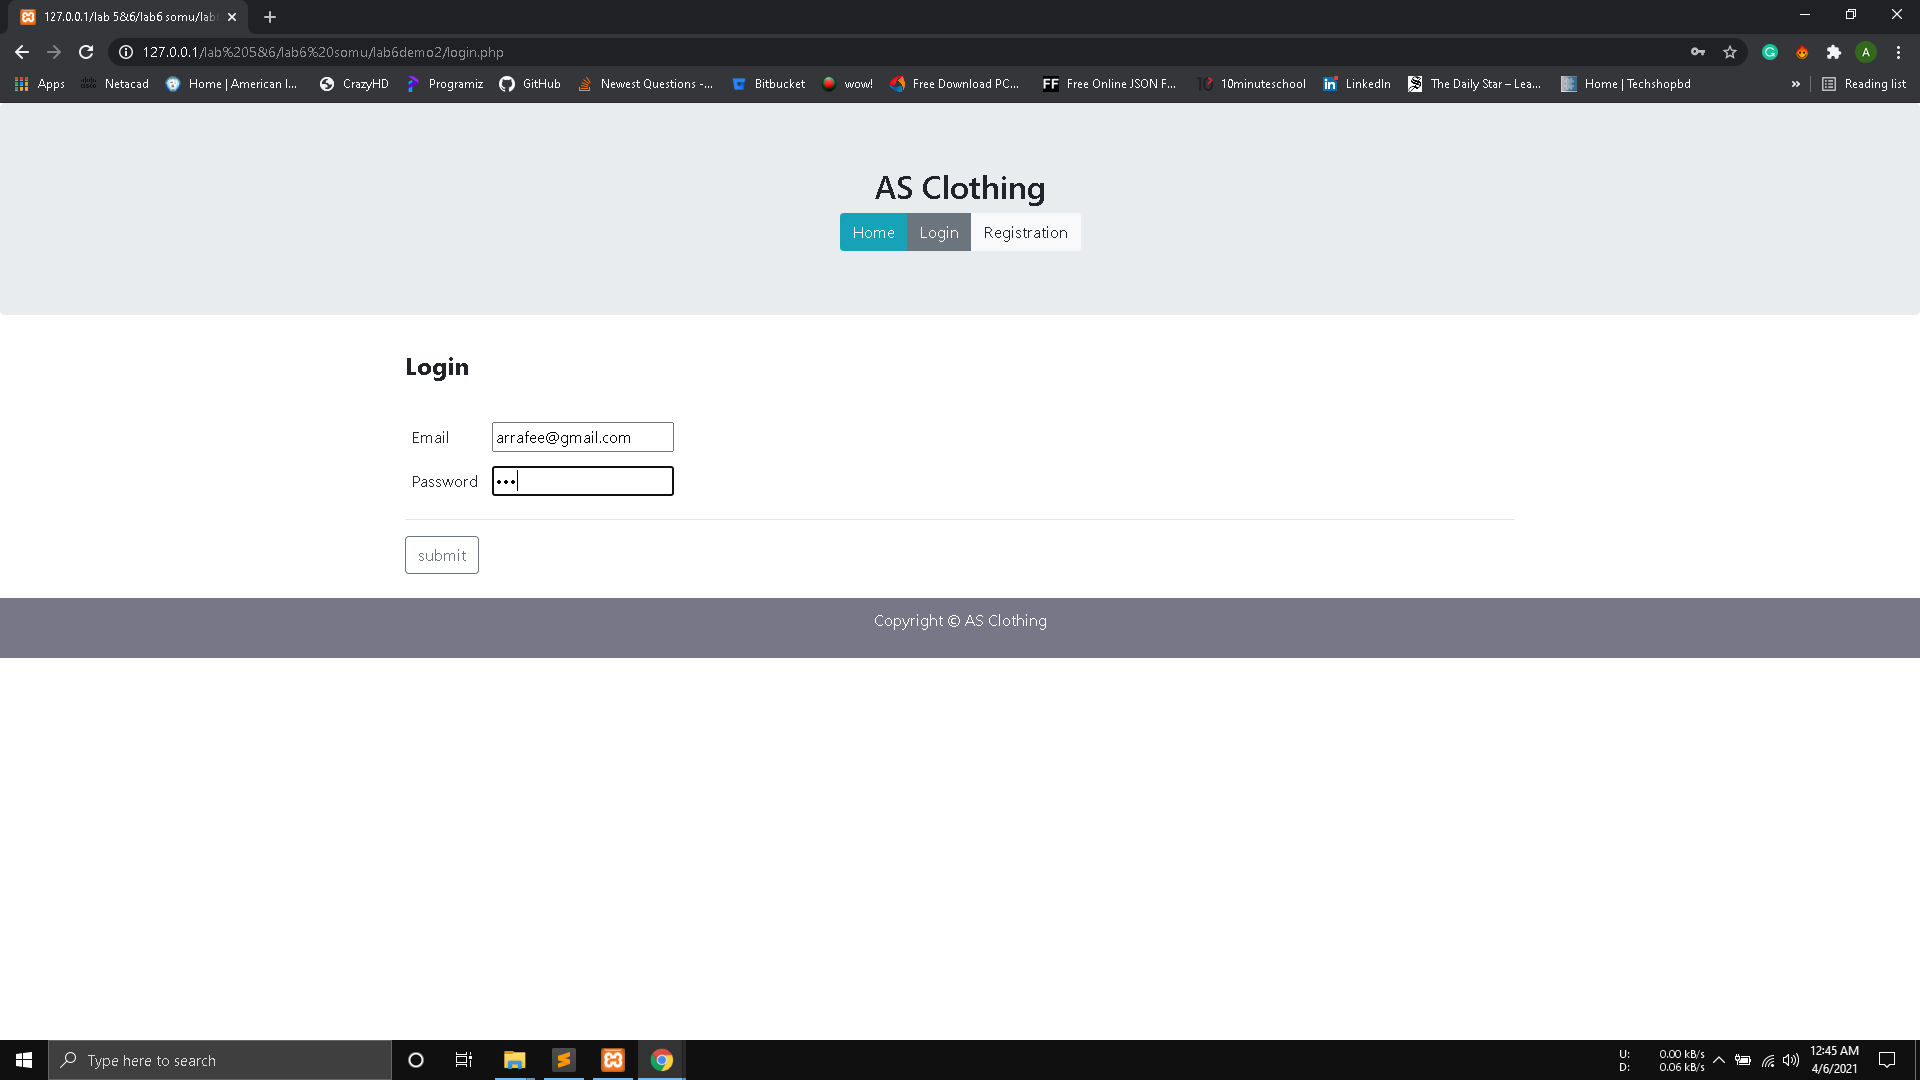 127.0.0.1/lab 5&6/lab6 somu/lab
127.0.0.1/lab%205&6/lab6%20somu/lab6demo2/login.php
A
Apps
Netacad
Home | American I...
CrazyHD
Programiz
GitHub
Newest Questions -...
Bitbucket
wow!
Free Download PC...
FF Free Online JSON F...
10minuteschool
LinkedIn
The Daily Star – Lea...
Home | Techshopbd
»
Reading list
AS Clothing
Home
Login
Registration
Login
Email
arrafee@gmail.com
Password
submit
Copyright © AS Clothing
Type here to search
U: 0.00 kB/s
D: 0.06 kB/s
12:45 AM
4/6/2021